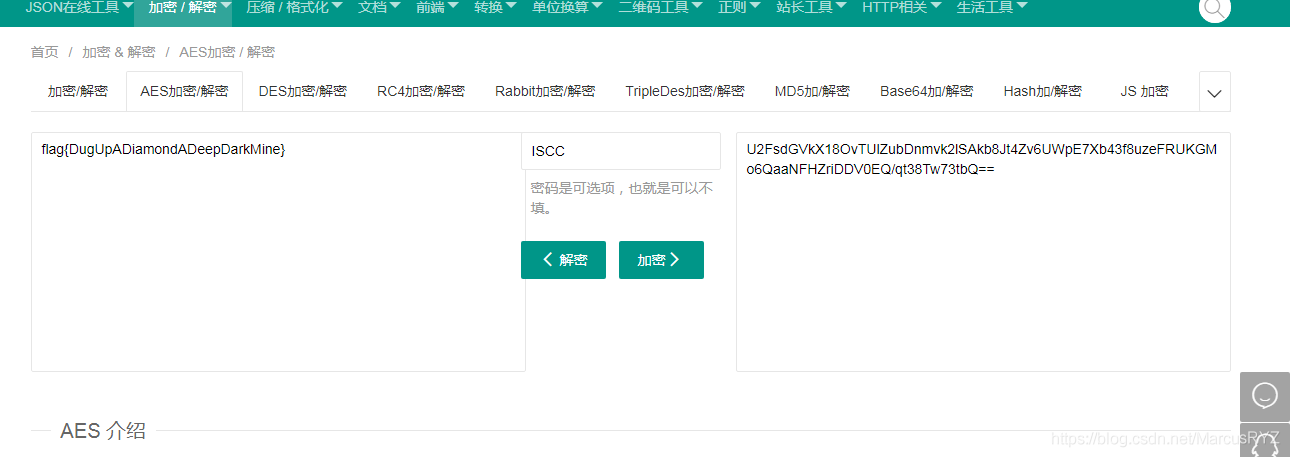 JSON在线工具 加密 / 解密 压缩 / 格式化 文档 前端 转换 单位换算 二维码工具 正则 站长工具 HTTP相关 生活工具
首页 / 加密 & 解密 / AES加密 / 解密
加密/解密 AES加密/解密 DES加密/解密 RC4加密/解密 Rabbit加密/解密 TripleDes加密/解密 MD5加/解密 Base64加/解密 Hash加/解密 JS 加密
flag{DugUpADiamondADeepDarkMine}
ISCC
密码是可选项，也就是可以不
填。
解密 加密
U2FsdGVkX18OvTUlZubDnmvk2lSAkb8Jt4Zv6UWpE7Xb43f8uzeFRUKGM
o6QaaNFHZriDDV0EQ/qt38Tw73tbQ==
AES 介绍
https://blog.csdn.net/MarcusRYZ